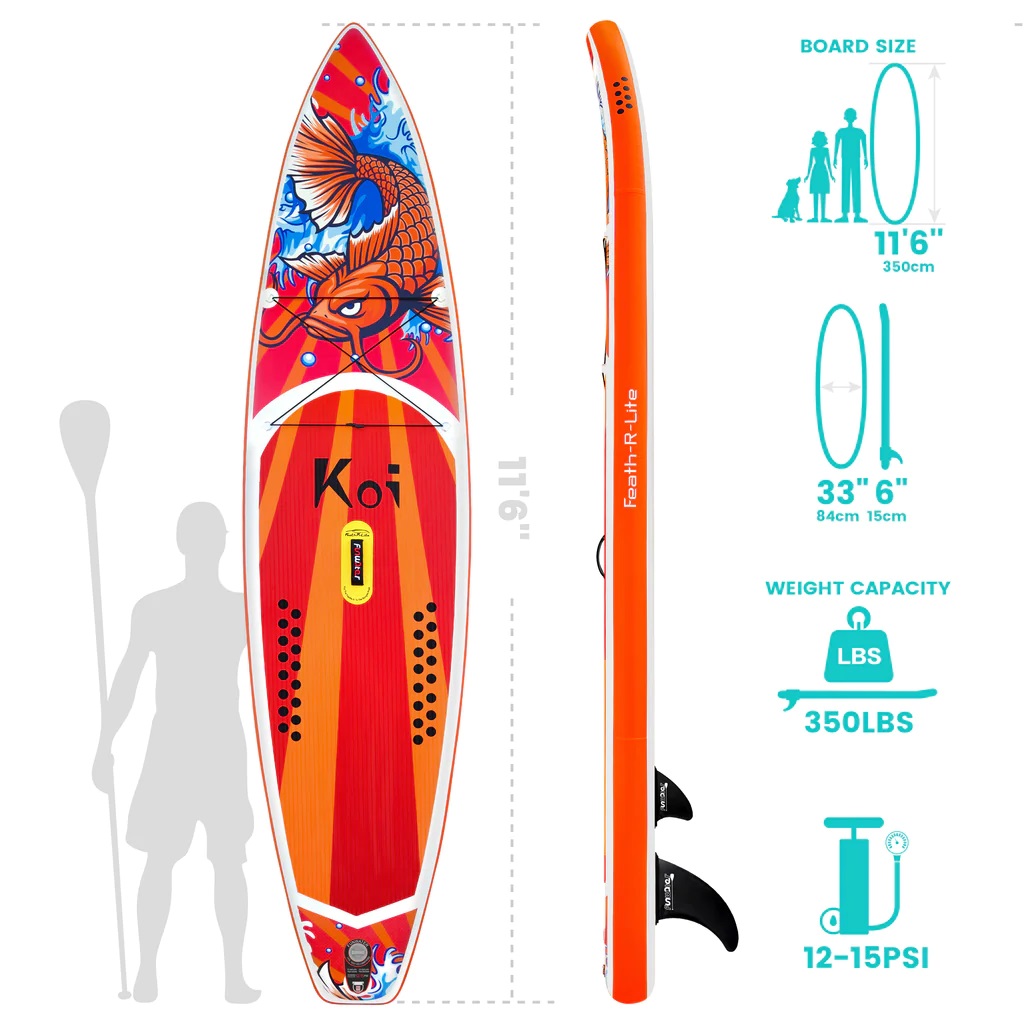 BOARD SIZE
11'6"
350cm
33" 6"
84cm 15cm
WEIGHT CAPACITY
LBS
350LBS
12-15PSI
11'6"
Koi
Funwater
Feath-R-Lite